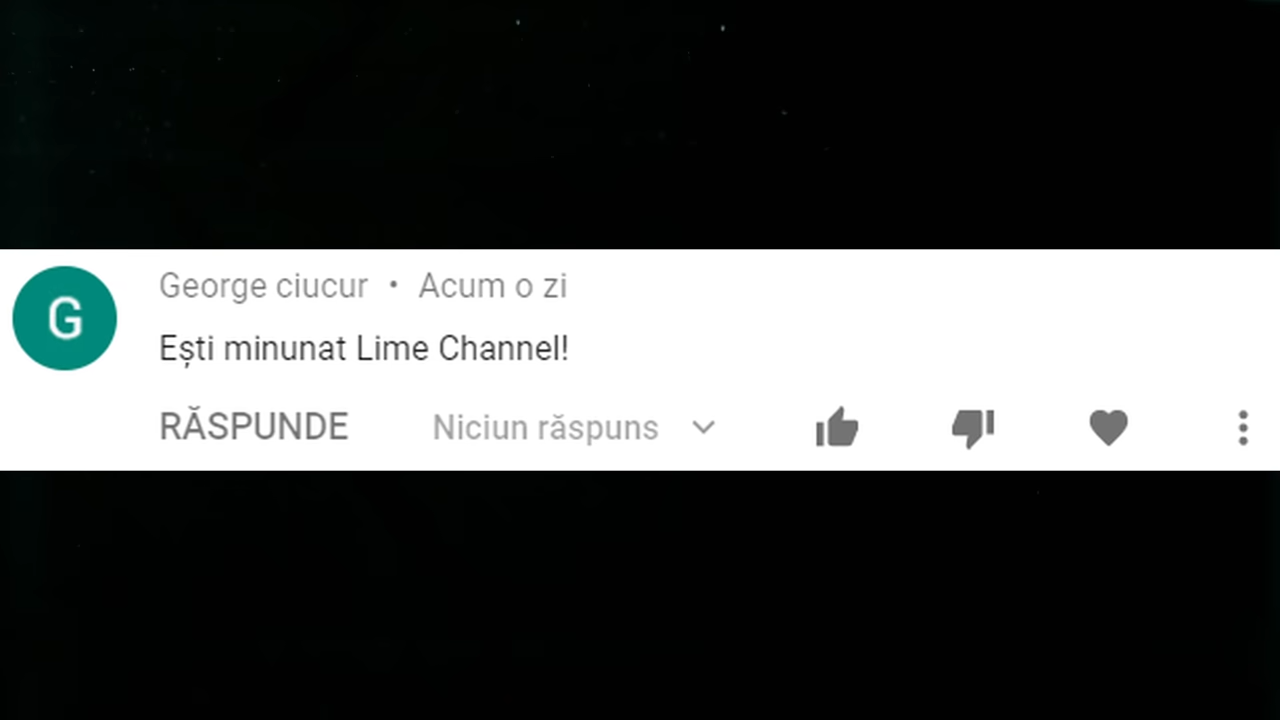 G
George ciucur • Acum o zi
Ești minunat Lime Channel!
RĂSPUNDE Niciun răspuns